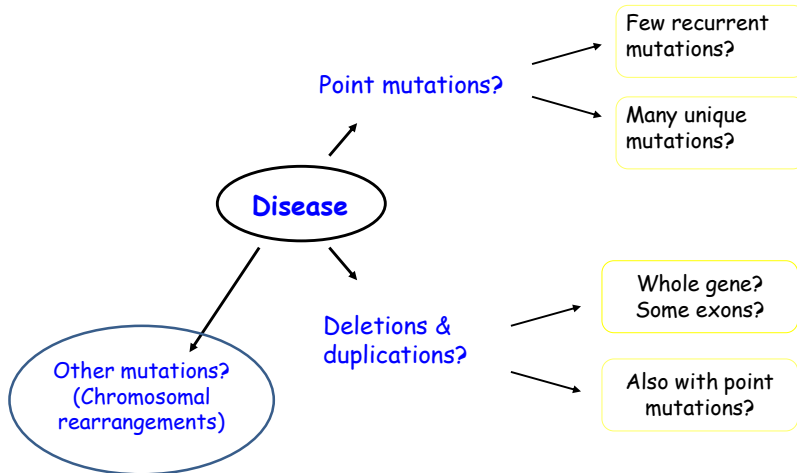 Few recurrent
mutations?
Point mutations?
Many unique
mutations?
Disease
Whole gene?
Some exons?
Deletions &
duplications?
Other mutations?
(Chromosomal
rearrangements)
Also with point
mutations?